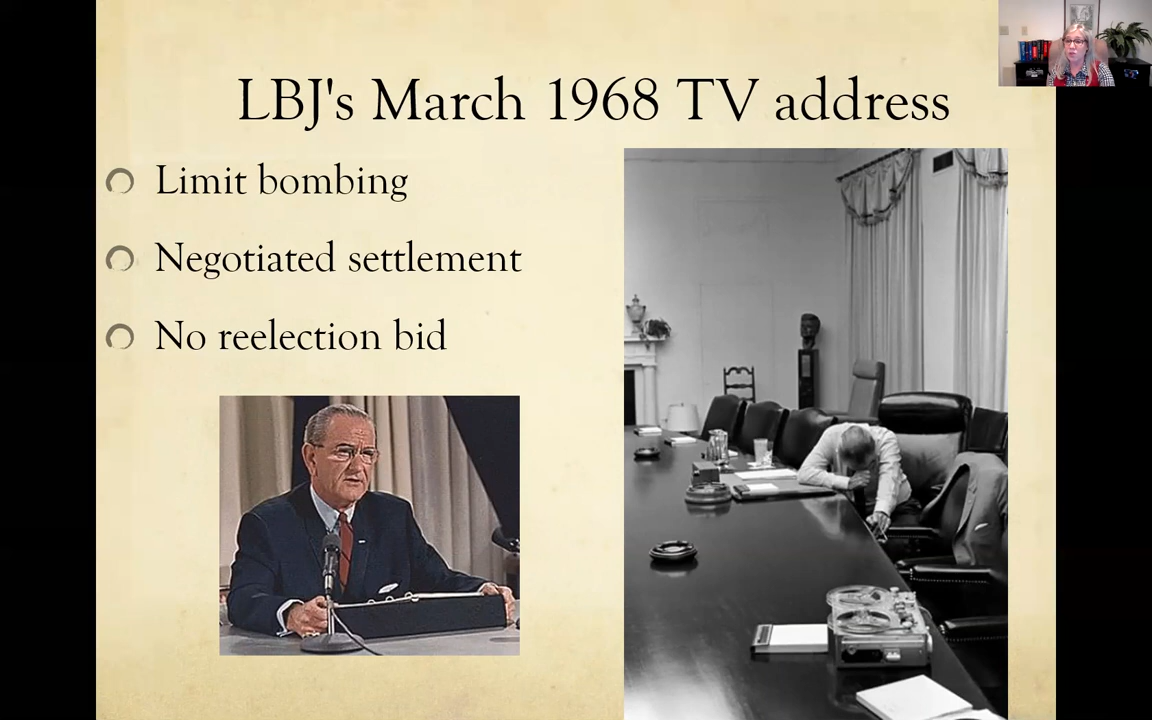 LBJ's March 1968 TV address
Limit bombing
Negotiated settlement
No reelection bid